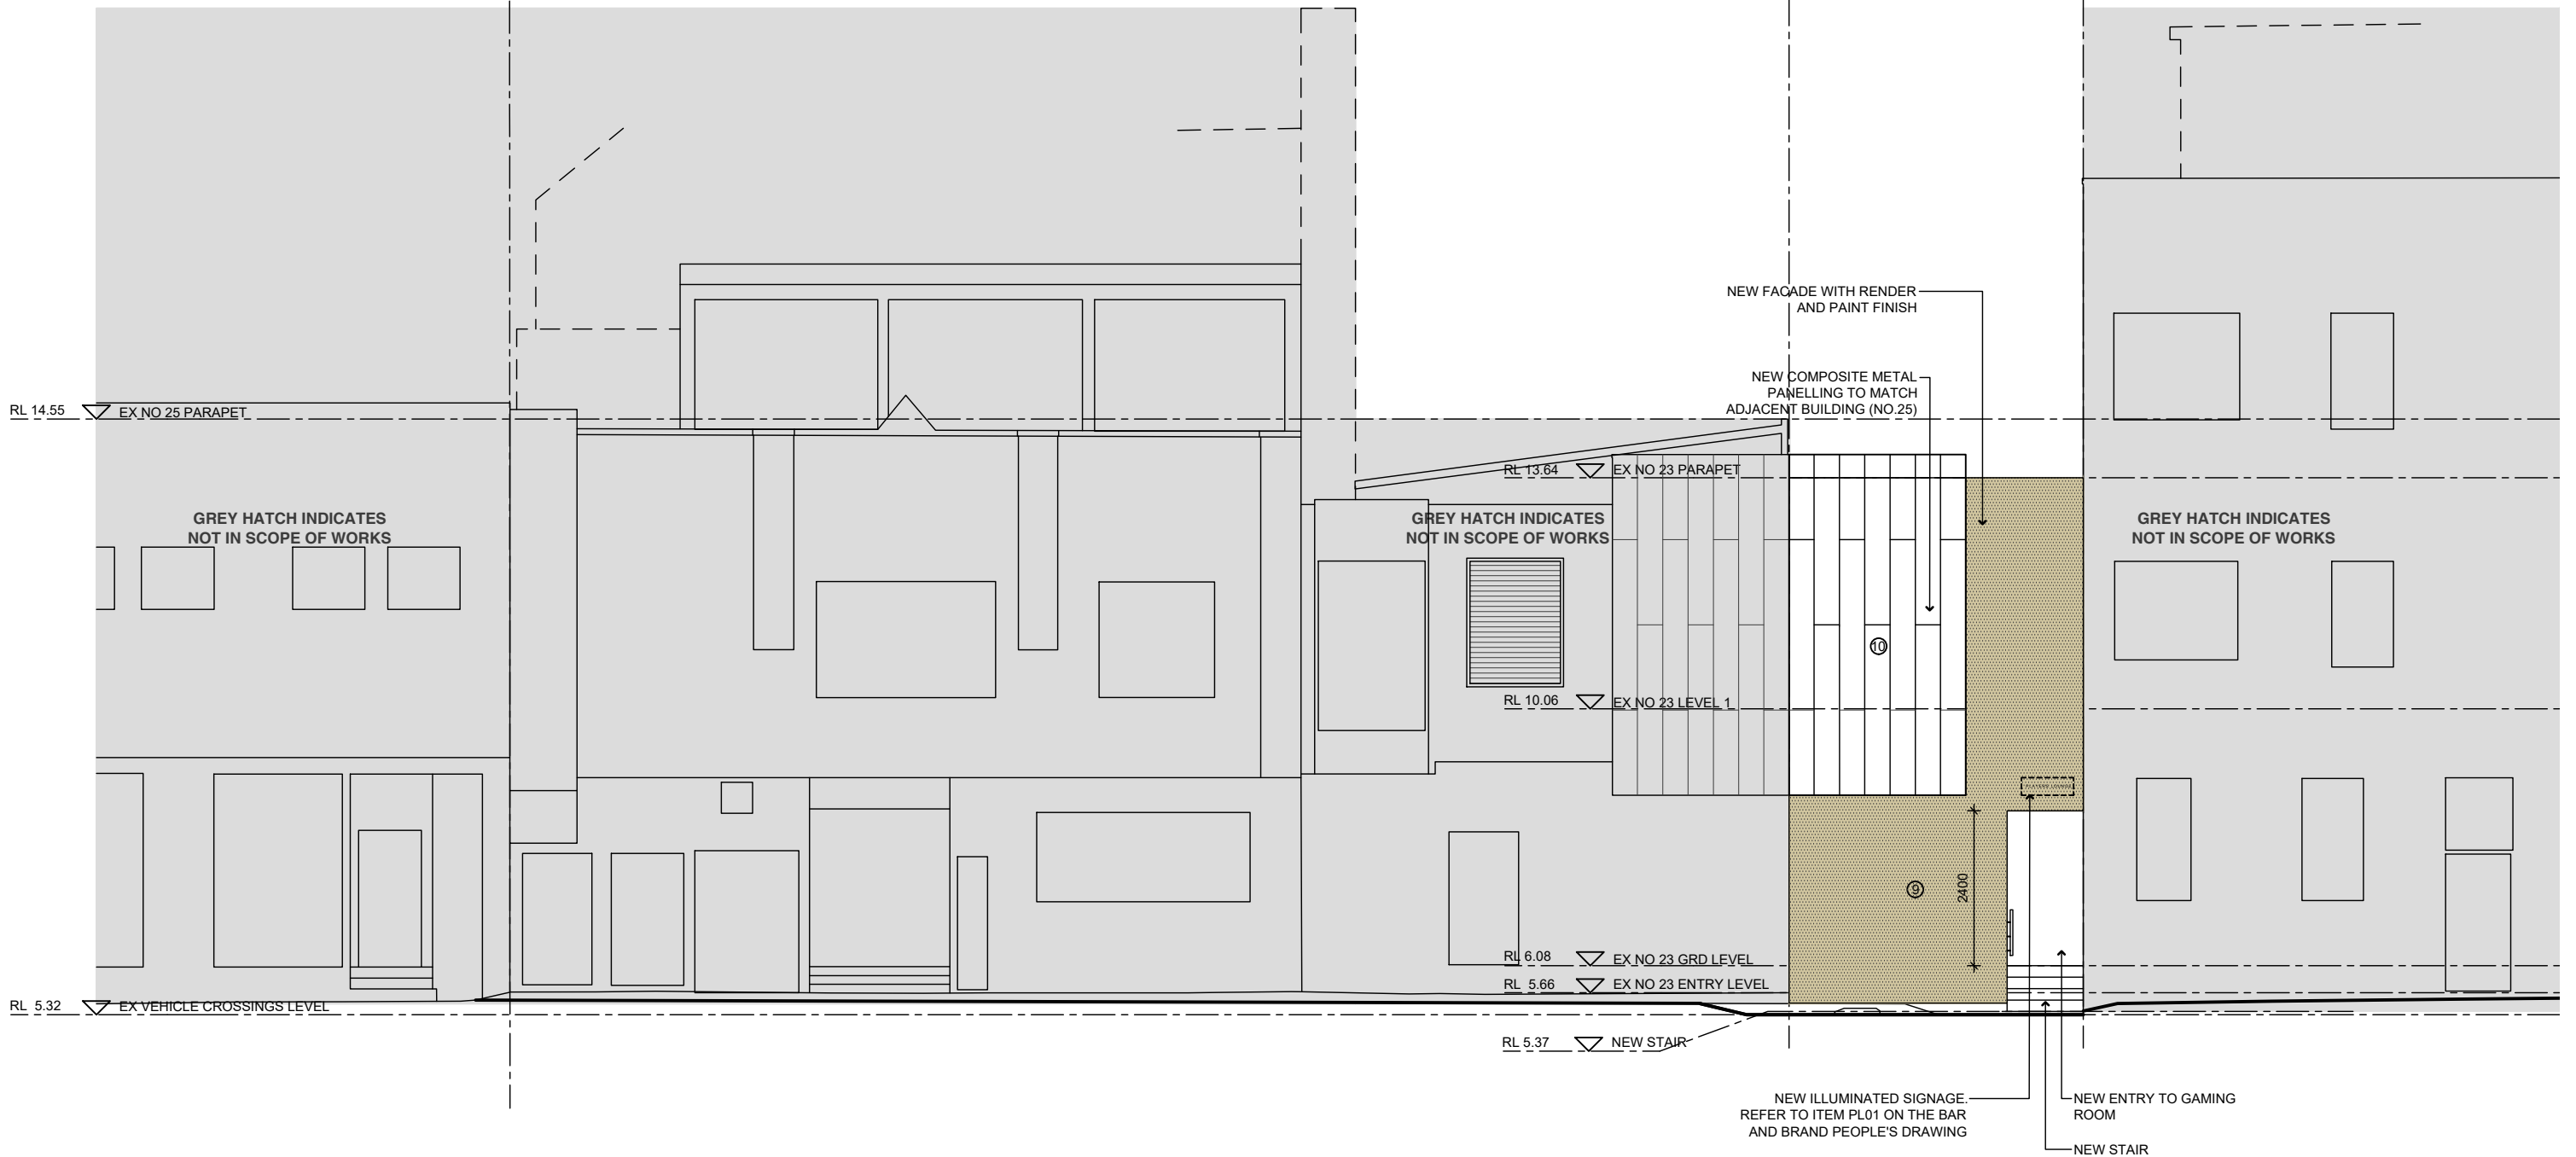 NEW FACADE WITH RENDER
AND PAINT FINISH
NEW COMPOSITE METAL
PANELLING TO MATCH
ADJACENT BUILDING (NO.25)
RL 14.55 EX NO 25 PARAPET
RL 13.64 EX NO 23 PARAPET
GREY HATCH INDICATES
NOT IN SCOPE OF WORKS
GREY HATCH INDICATES
NOT IN SCOPE OF WORKS
GREY HATCH INDICATES
NOT IN SCOPE OF WORKS
10
RL 10.06 EX NO 23 LEVEL 1
PLAYERS LOUNGE
9
2400
RL 6.08 EX NO 23 GRD LEVEL
RL 5.66 EX NO 23 ENTRY LEVEL
RL 5.32 EX VEHICLE CROSSINGS LEVEL
RL 5.37 NEW STAIR
NEW ILLUMINATED SIGNAGE.
REFER TO ITEM PL01 ON THE BAR
AND BRAND PEOPLE'S DRAWING
NEW ENTRY TO GAMING
ROOM
NEW STAIR